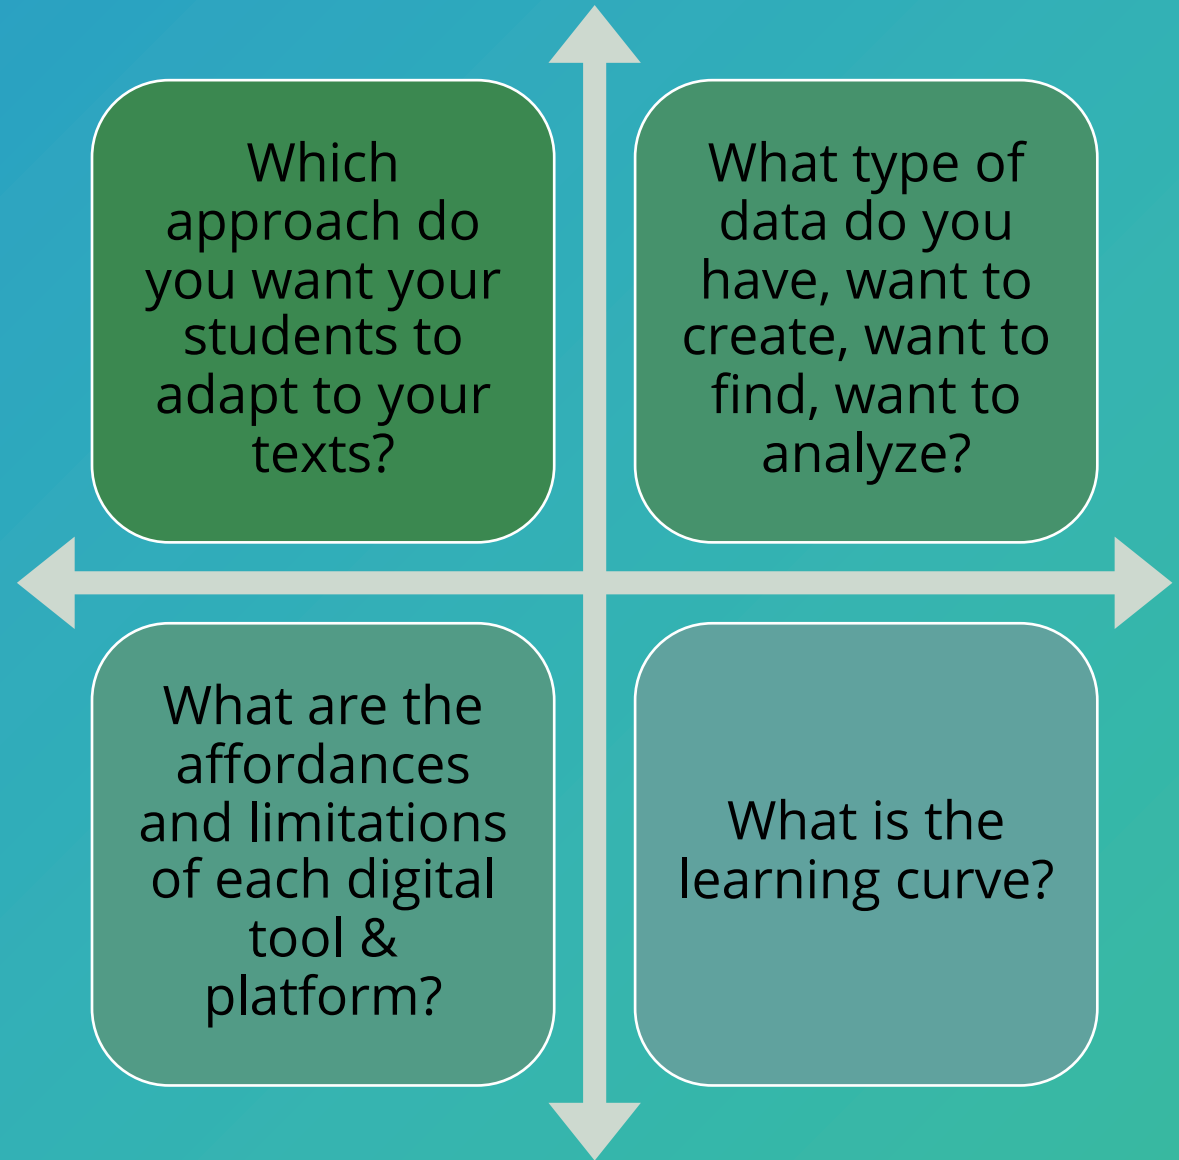 Which
approach do
you want your
students to
adapt to your
texts?
What type of
data do you
have, want to
create, want to
find, want to
analyze?
What are the
affordances
and limitations
of each digital
tool &
platform?
What is the
learning curve?